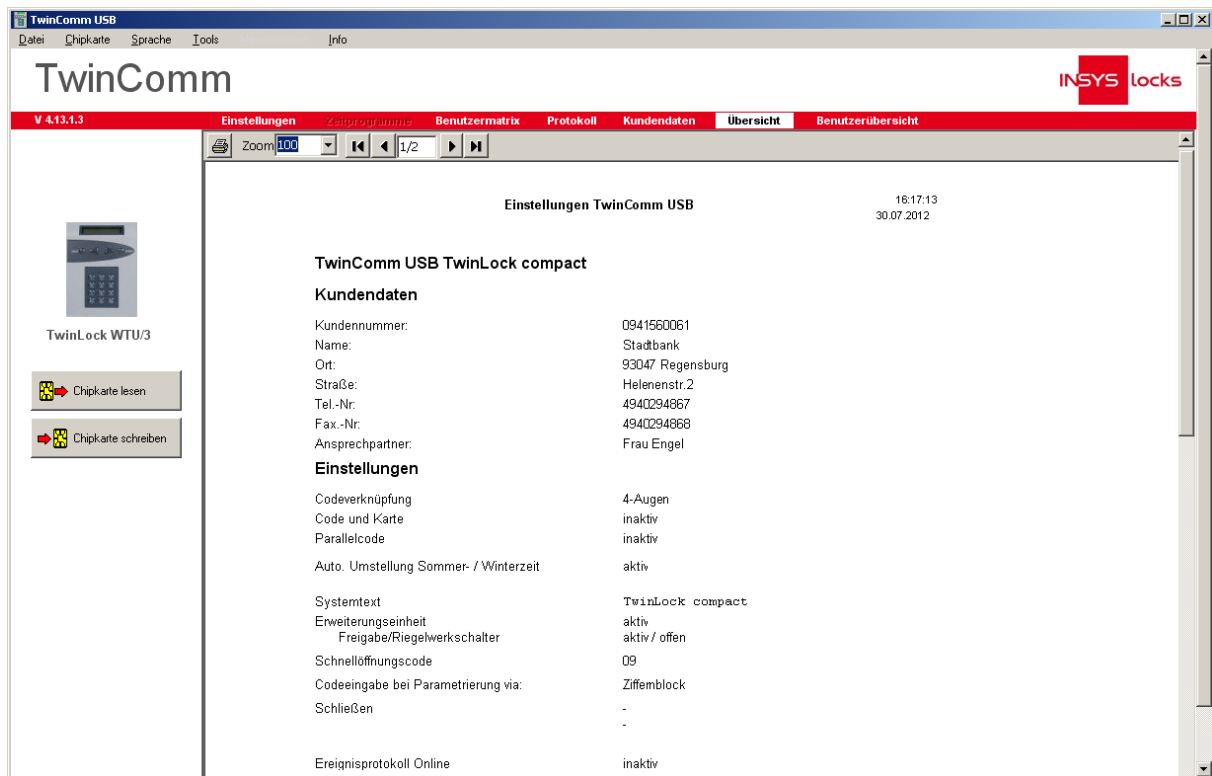 TwinComm USB
Datei Chipkarte Sprache Tools Info
TwinComm
INSYS locks
V 4.13.1.3 Einstellungen Zeitprogramme Benutzermatrix Protokoll Kundendaten Übersicht Benutzerübersicht
Zoom 100 1/2
Einstellungen TwinComm USB 16:17:13
30.07.2012
TwinComm USB TwinLock compact
Kundendaten
Kundennummer: 0941560061
Name: Stadtbank
Ort: 93047 Regensburg
Straße: Helenenstr.2
Tel.-Nr: 4940294867
Fax.-Nr: 4940294868
Ansprechpartner: Frau Engel
Einstellungen
Codeverknüpfung 4-Augen
Code und Karte inaktiv
Parallelcode inaktiv
Auto. Umstellung Sommer- / Winterzeit aktiv
Systemtext TwinLock compact
Erweiterungseinheit aktiv
Freigabe/Riegelwerkschalter aktiv / offen
Schnellöffnungscode 09
Codeeingabe bei Parametrierung via: Ziffernblock
Schließen -
-
Ereignisprotokoll Online inaktiv
TwinLock WTU/3
Chipkarte lesen
Chipkarte schreiben